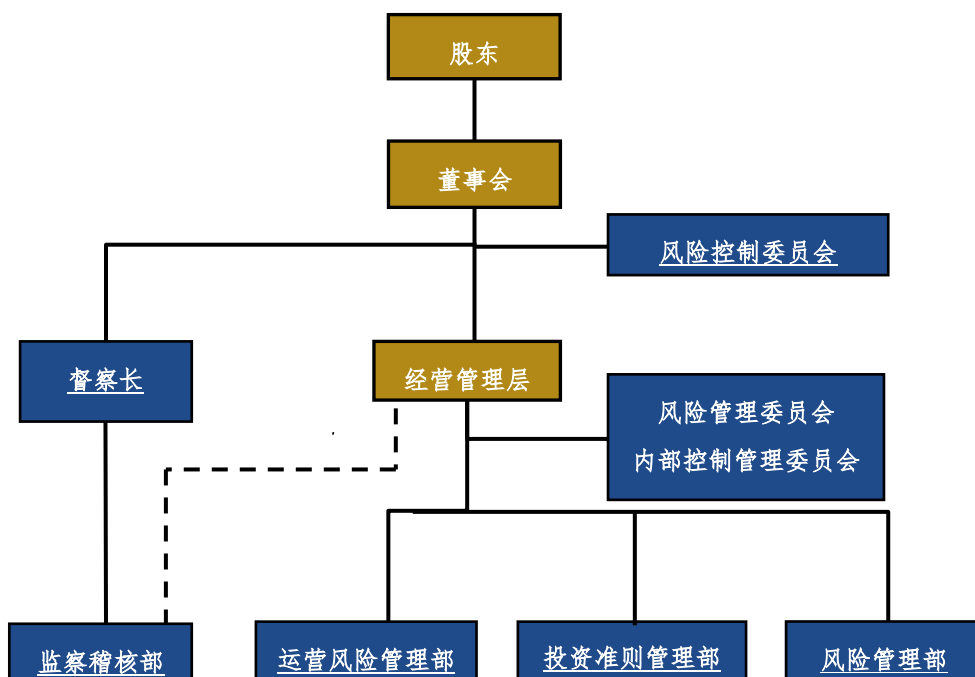 股东
董事会
风险控制委员会
督察长
经营管理层
风险管理委员会
内部控制管理委员会
监察稽核部
运营风险管理部
投资准则管理部
风险管理部